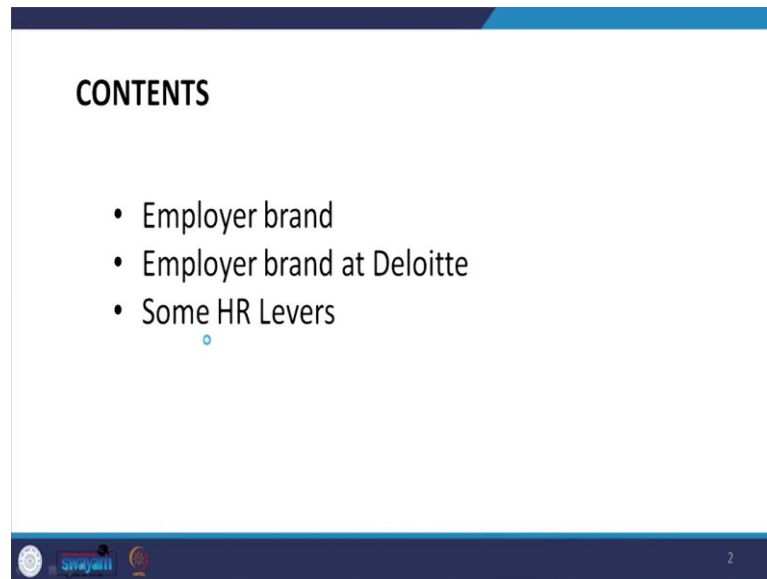 CONTENTS
• Employer brand
• Employer brand at Deloitte
• Some HR Levers
swayam
2